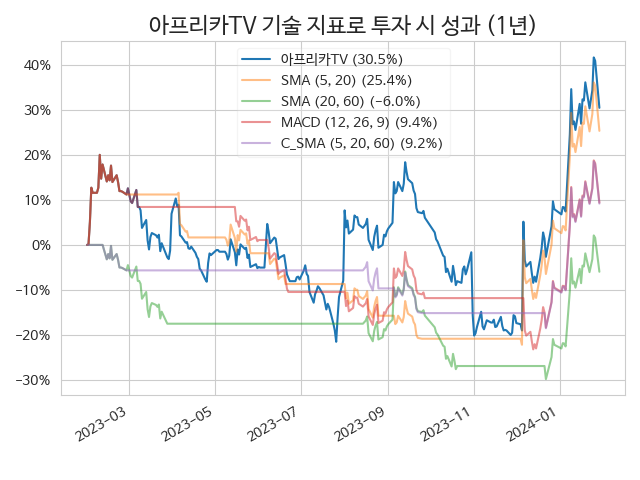 아프리카TV 기술 지표로 투자 시 성과 (1년)
아프리카TV (30.5%)
SMA (5, 20) (25.4%)
SMA (20, 60) (−6.0%)
MACD (12, 26, 9) (9.4%)
C_SMA (5, 20, 60) (9.2%)
40%
30%
20%
10%
0%
−10%
−20%
−30%
2023-03
2023-05
2023-07
2023-09
2023-11
2024-01